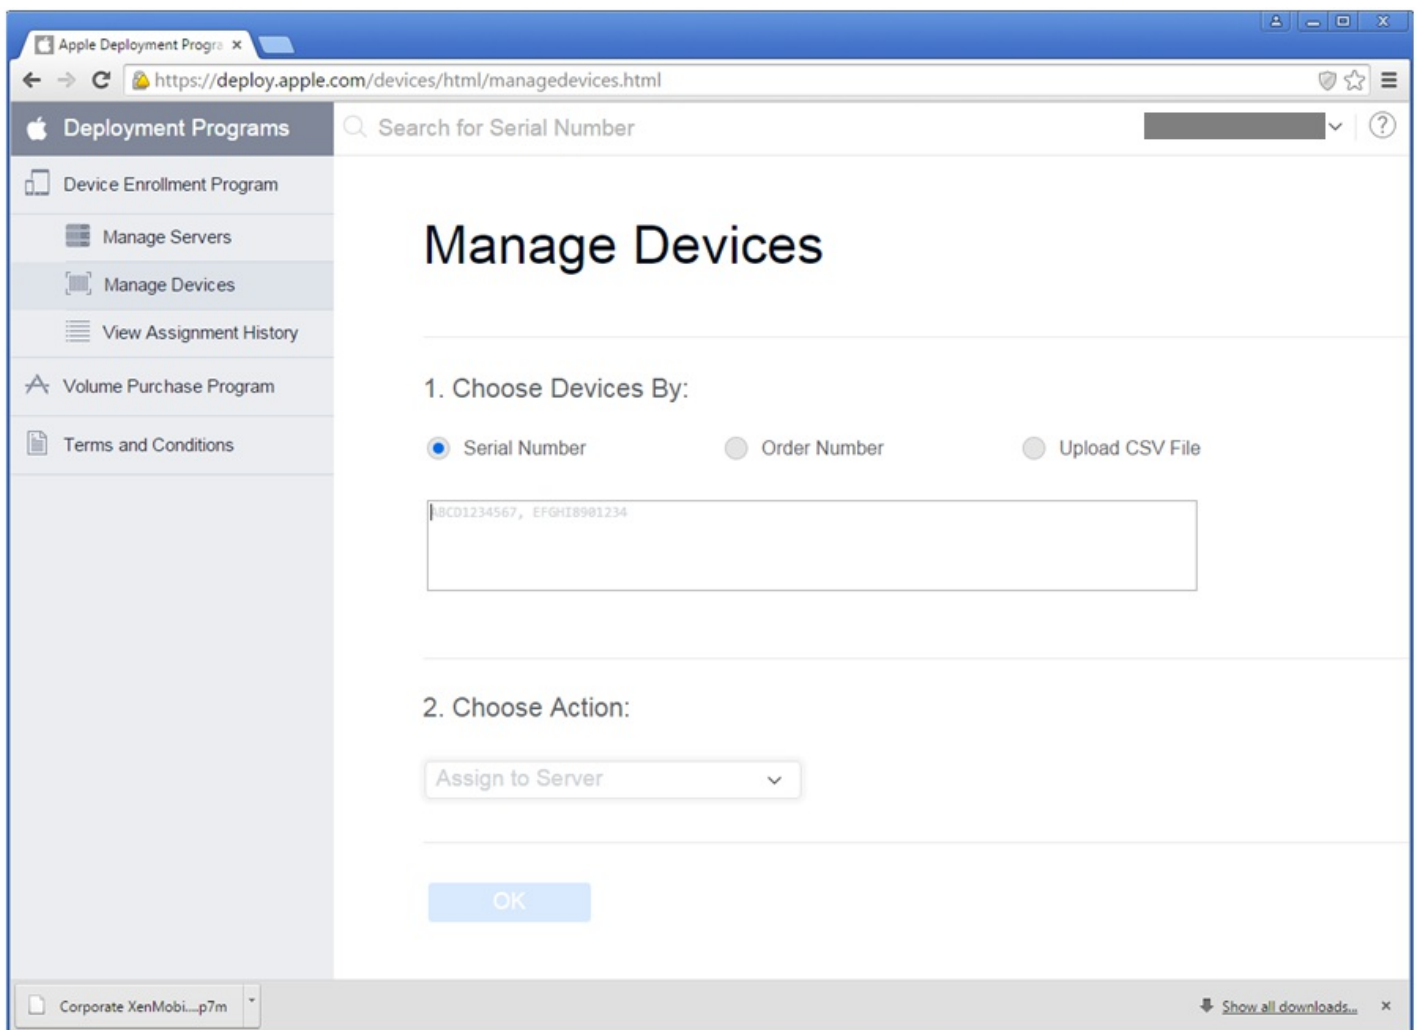 Apple Deployment Progra
https://deploy.apple.com/devices/html/managedevices.html
Deployment Programs
Search for Serial Number
Device Enrollment Program
Manage Servers
Manage Devices
View Assignment History
Volume Purchase Program
Terms and Conditions
Manage Devices
1. Choose Devices By:
Serial Number
Order Number
Upload CSV File
ABCD1234567, EFGHI8901234
2. Choose Action:
Assign to Server
OK
Corporate XenMobi....p7m
Show all downloads...